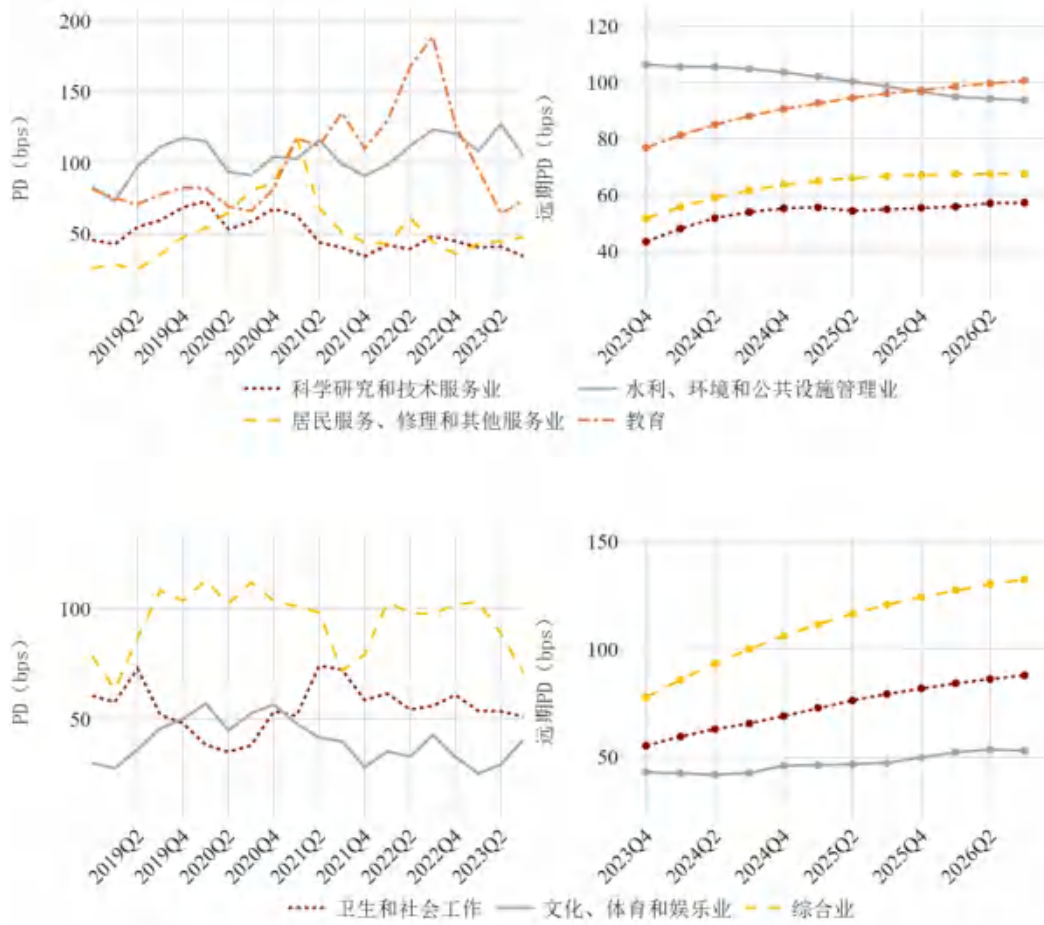 200
150
100
50
PD（bps）
2019Q2
2019Q4
2020Q2
2020Q4
2021Q2
2021Q4
2022Q2
2022Q4
2023Q2
120
100
80
60
40
远期PD（bps）
2023Q4
2024Q2
2024Q4
2025Q2
2025Q4
2026Q2
科学研究和技术服务业 水利、环境和公共设施管理业
居民服务、修理和其他服务业 教育
100
50
PD（bps）
2019Q2
2019Q4
2020Q2
2020Q4
2021Q2
2021Q4
2022Q2
2022Q4
2023Q2
150
100
50
远期PD（bps）
2023Q4
2024Q2
2024Q4
2025Q2
2025Q4
2026Q2
卫生和社会工作 文化、体育和娱乐业 综合业